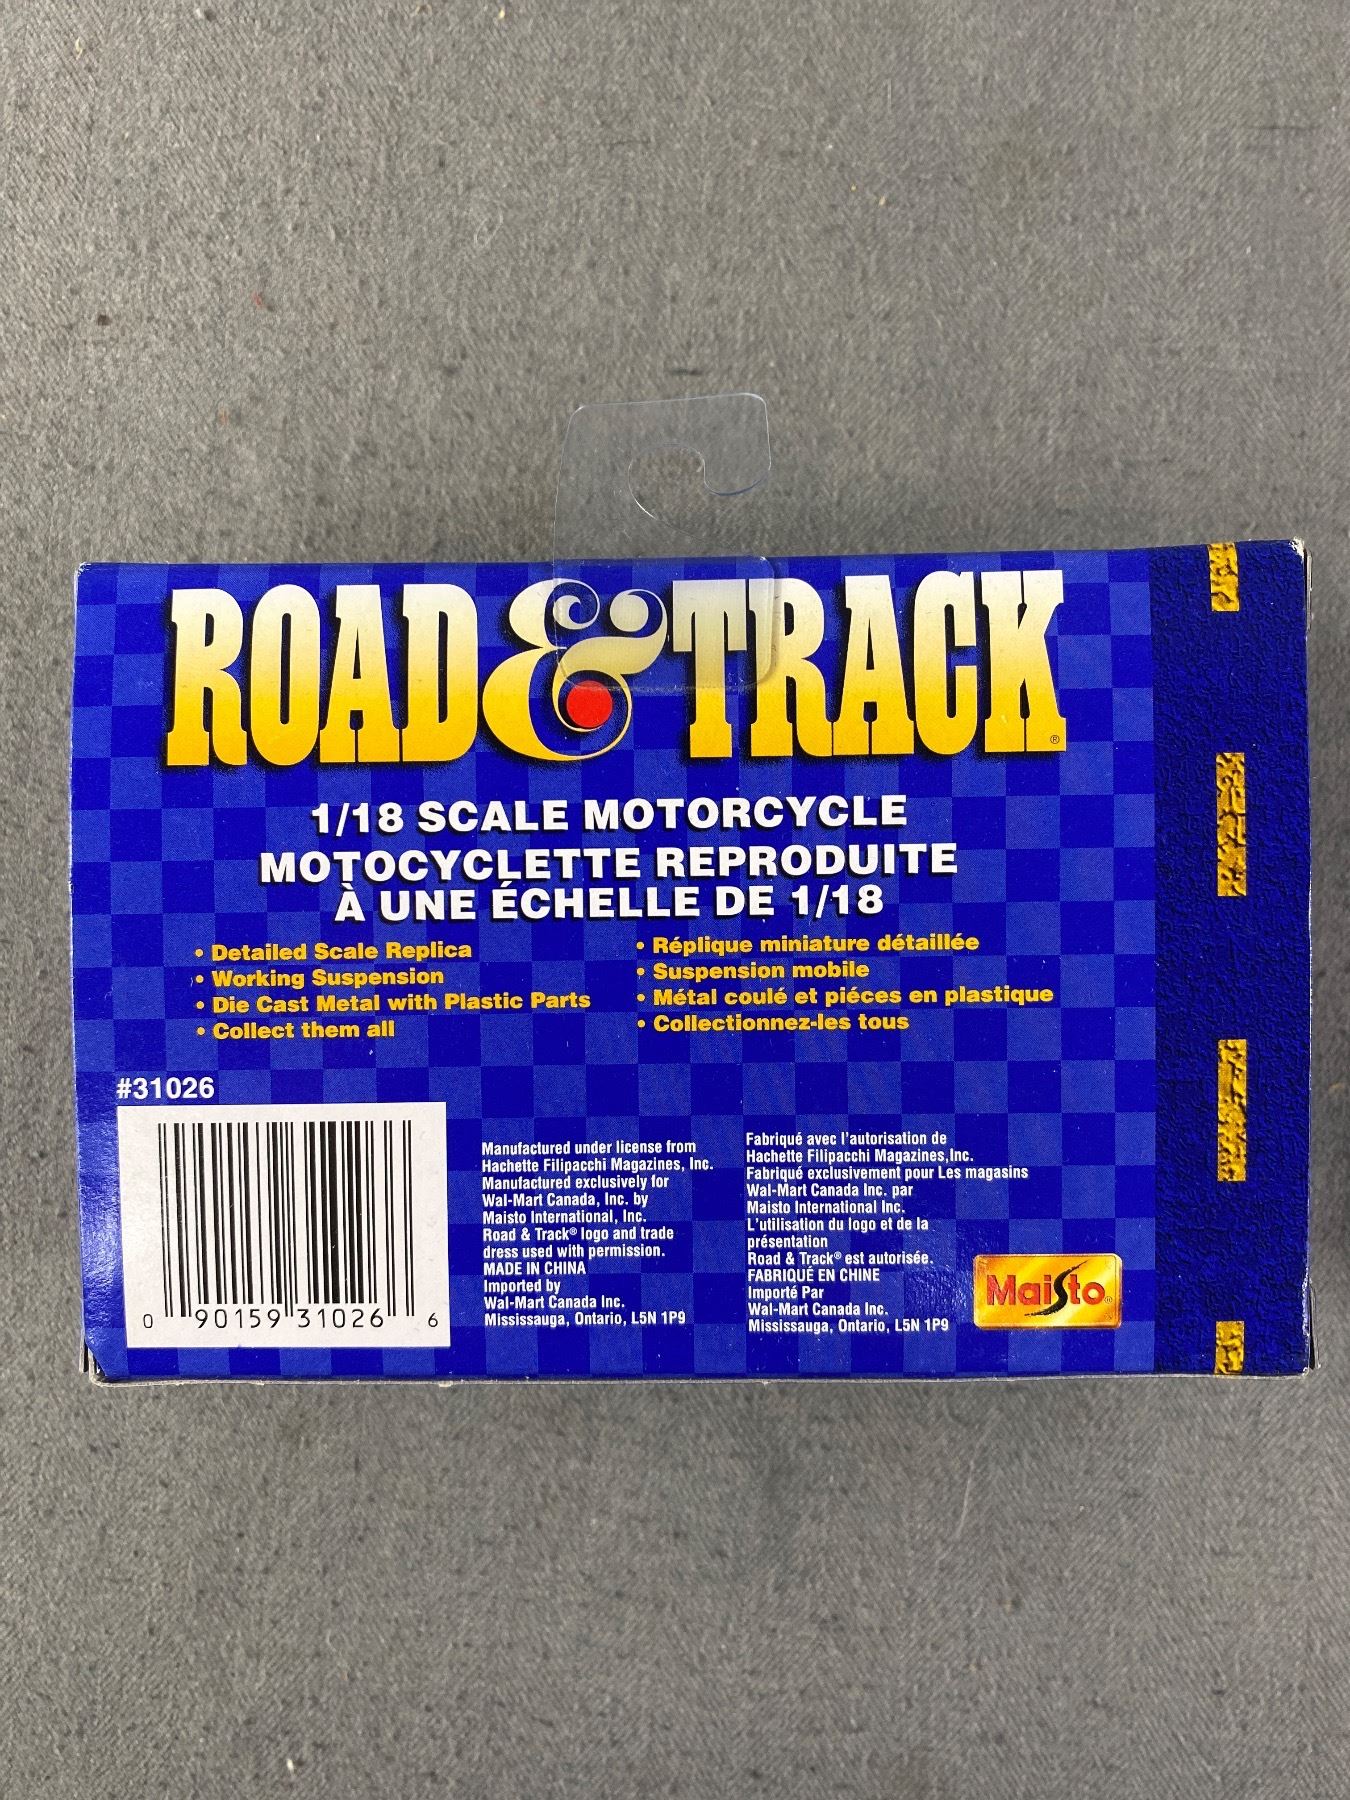 ROAD & TRACK®
1/18 SCALE MOTORCYCLE
MOTOCYCLETTE REPRODUITE
À UNE ÉCHELLE DE 1/18
• Detailed Scale Replica
• Working Suspension
• Die Cast Metal with Plastic Parts
• Collect them all
• Réplique miniature détaillée
• Suspension mobile
• Métal coulé et piéces en plastique
• Collectionnez-les tous
#31026
0 90159 31026 6
Manufactured under license from
Hachette Filipacchi Magazines, Inc.
Manufactured exclusively for
Wal-Mart Canada, Inc. by
Maisto International, Inc.
Road & Track® logo and trade
dress used with permission.
MADE IN CHINA
Imported by
Wal-Mart Canada Inc.
Mississauga, Ontario, L5N 1P9
Fabriqué avec l'autorisation de
Hachette Filipacchi Magazines,Inc.
Fabriqué exclusivement pour Les magasins
Wal-Mart Canada Inc. par
Maisto International Inc.
L'utilisation du logo et de la
présentation
Road & Track® est autorisée.
FABRIQUÉ EN CHINE
Importé Par
Wal-Mart Canada Inc.
Mississauga, Ontario, L5N 1P9
Maisto®